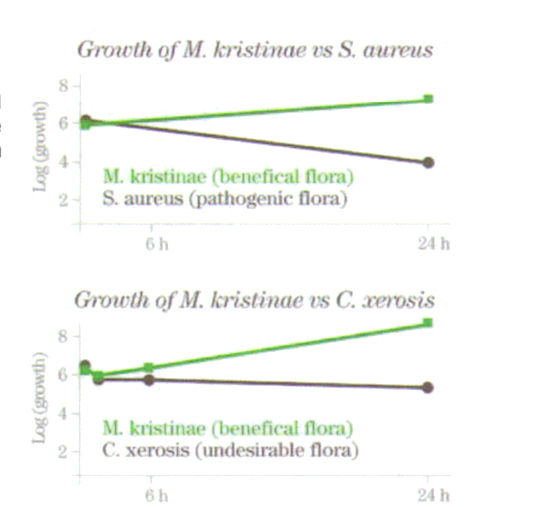 Growth of M. kristinae vs S. aureus
Log (growth)
8
6
4
2
M. kristinae (benefical flora)
S. aureus (pathogenic flora)
6 h
24 h
Growth of M. kristinae vs C. xerosis
Log (growth)
8
6
4
2
M. kristinae (benefical flora)
C. xerosis (undesirable flora)
6 h
24 h